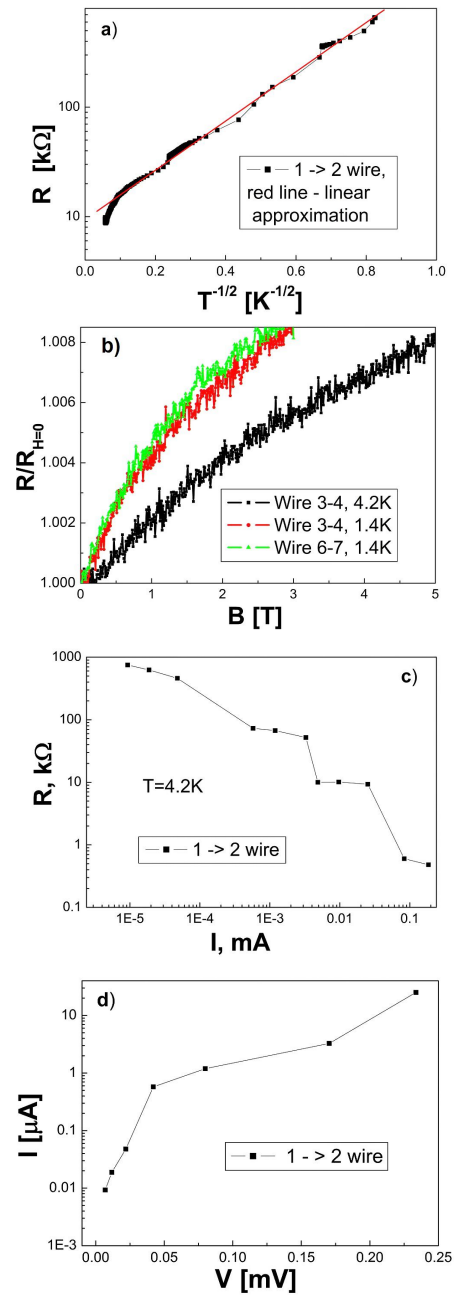 a)
R [kΩ]
100
10
1 -> 2 wire,
red line - linear
approximation
0.0 0.2 0.4 0.6 0.8 1.0
T-1/2 [K-1/2]
b)
R/RH=0
1.008
1.006
1.004
1.002
1.000
Wire 3-4, 4.2K
Wire 3-4, 1.4K
Wire 6-7, 1.4K
0 1 2 3 4 5
B [T]
c)
R, kΩ
1000
100
10
1
0.1
T=4.2K
1 -> 2 wire
1E-5 1E-4 1E-3 0.01 0.1
I, mA
d)
I [μA]
10
1
0.1
0.01
1E-3
1 - > 2 wire
0.00 0.05 0.10 0.15 0.20 0.25
V [mV]